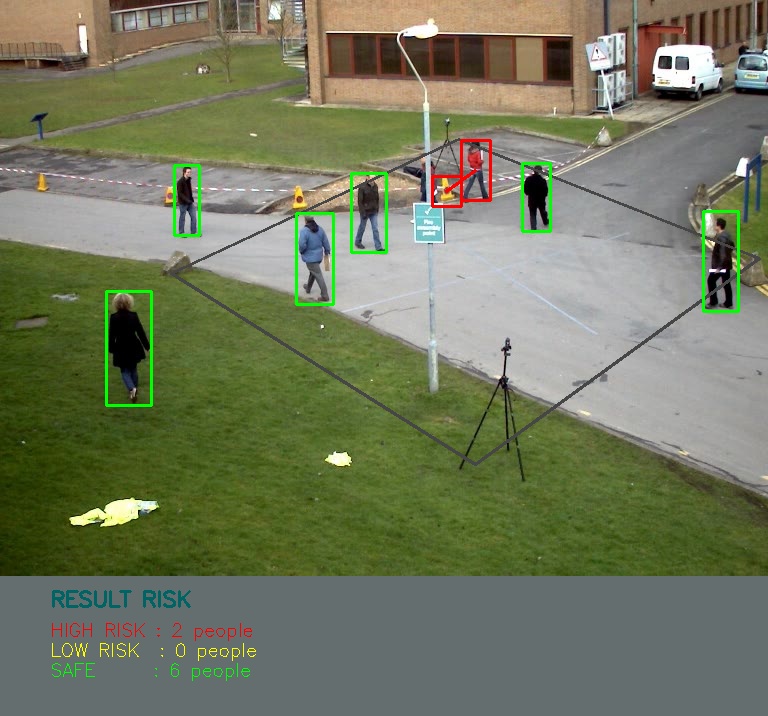 RESULT RISK
HIGH RISK : 2 people
LOW RISK : 0 people
SAFE : 6 people